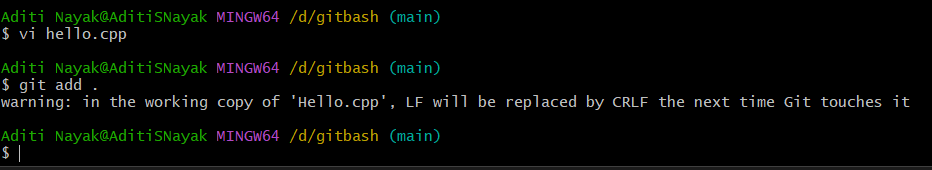 Aditi Nayak@AditiSNayak MINGW64 /d/gitbash (main)
$ vi hello.cpp
Aditi Nayak@AditiSNayak MINGW64 /d/gitbash (main)
$ git add .
warning: in the working copy of 'Hello.cpp', LF will be replaced by CRLF the next time Git touches it
Aditi Nayak@AditiSNayak MINGW64 /d/gitbash (main)
$